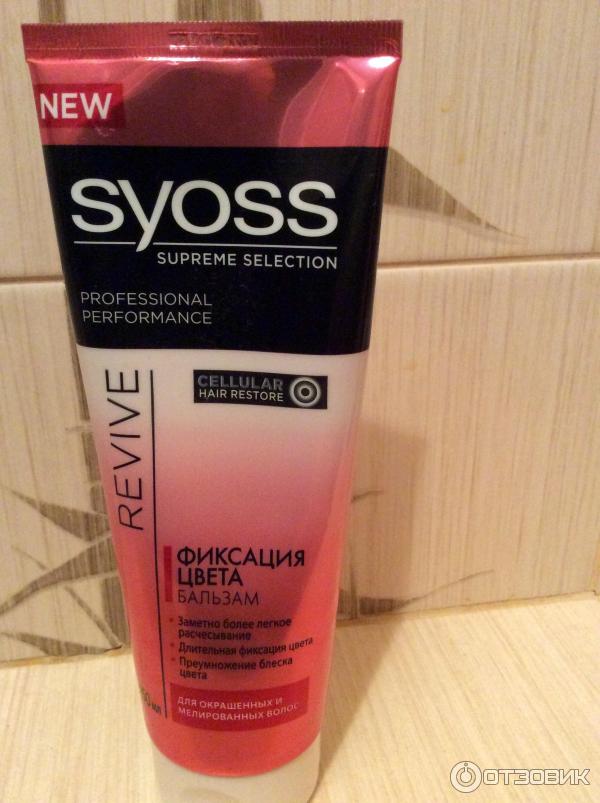 NEW
syoss
SUPREME SELECTION
PROFESSIONAL
PERFORMANCE
CELLULAR
HAIR RESTORE
REVIVE
ФИКСАЦИЯ
ЦВЕТА
БАЛЬЗАМ
• Заметно более легкое
расчесывание
• Длительная фиксация цвета
• Преумножение блеска
цвета
ДЛЯ ОКРАШЕННЫХ И
МЕЛИРОВАННЫХ ВОЛОС
мл
ОТЗОВИК